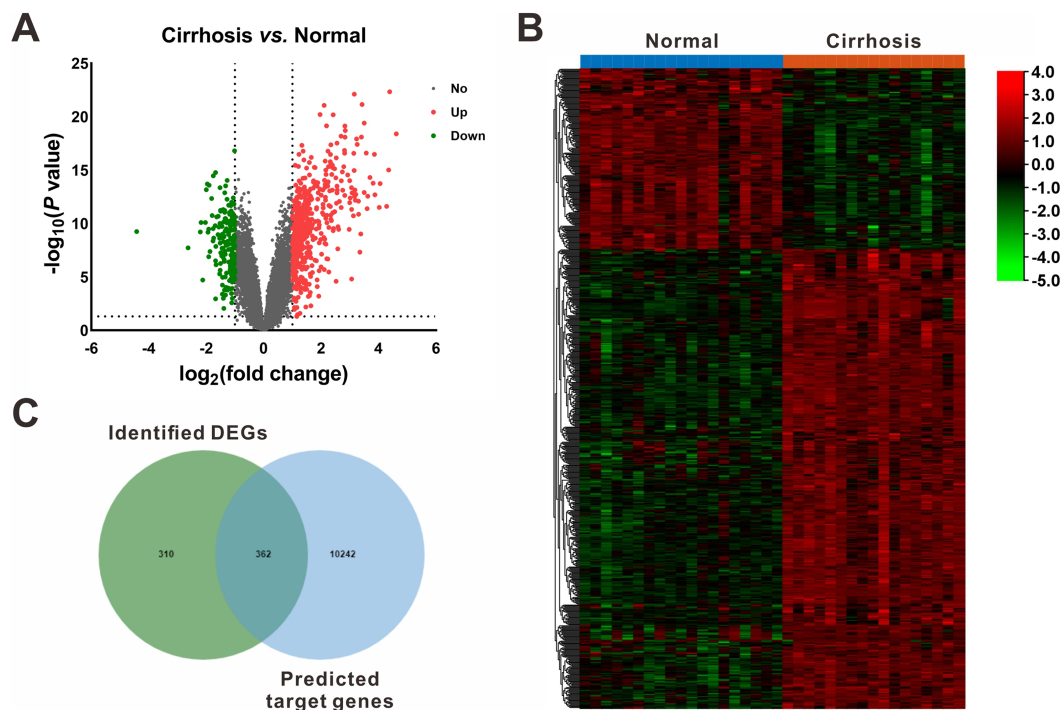 A
Cirrhosis vs. Normal
25
20
15
10
5
0
-log10(P value)
-6
-4
-2
0
2
4
6
log2(fold change)
No
Up
Down
B
Normal
Cirrhosis
4.0
3.0
2.0
1.0
0.0
-1.0
-2.0
-3.0
-4.0
-5.0
C
Identified DEGs
310
362
10242
Predicted
target genes